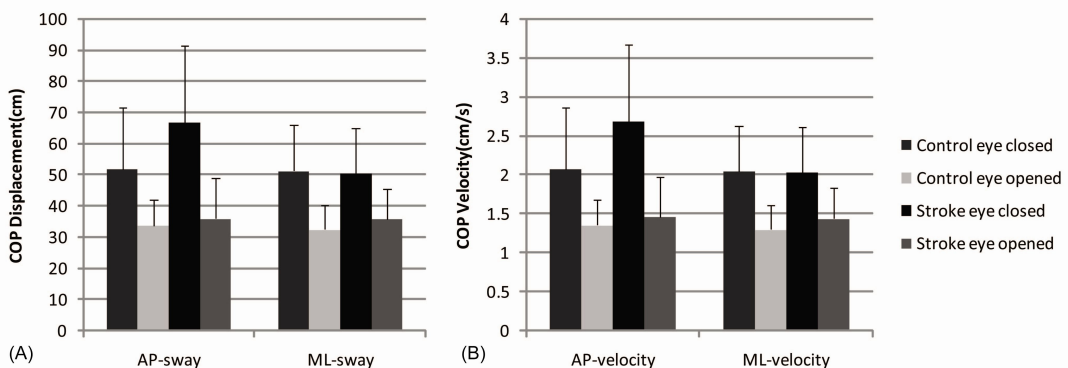 100
90
80
70
60
50
40
30
20
10
0
COP Displacement(cm)
AP-sway
ML-sway
(A)
4
3.5
3
2.5
2
1.5
1
0.5
0
COP Velocity(cm/s)
AP-velocity
ML-velocity
(B)
Control eye closed
Control eye opened
Stroke eye closed
Stroke eye opened